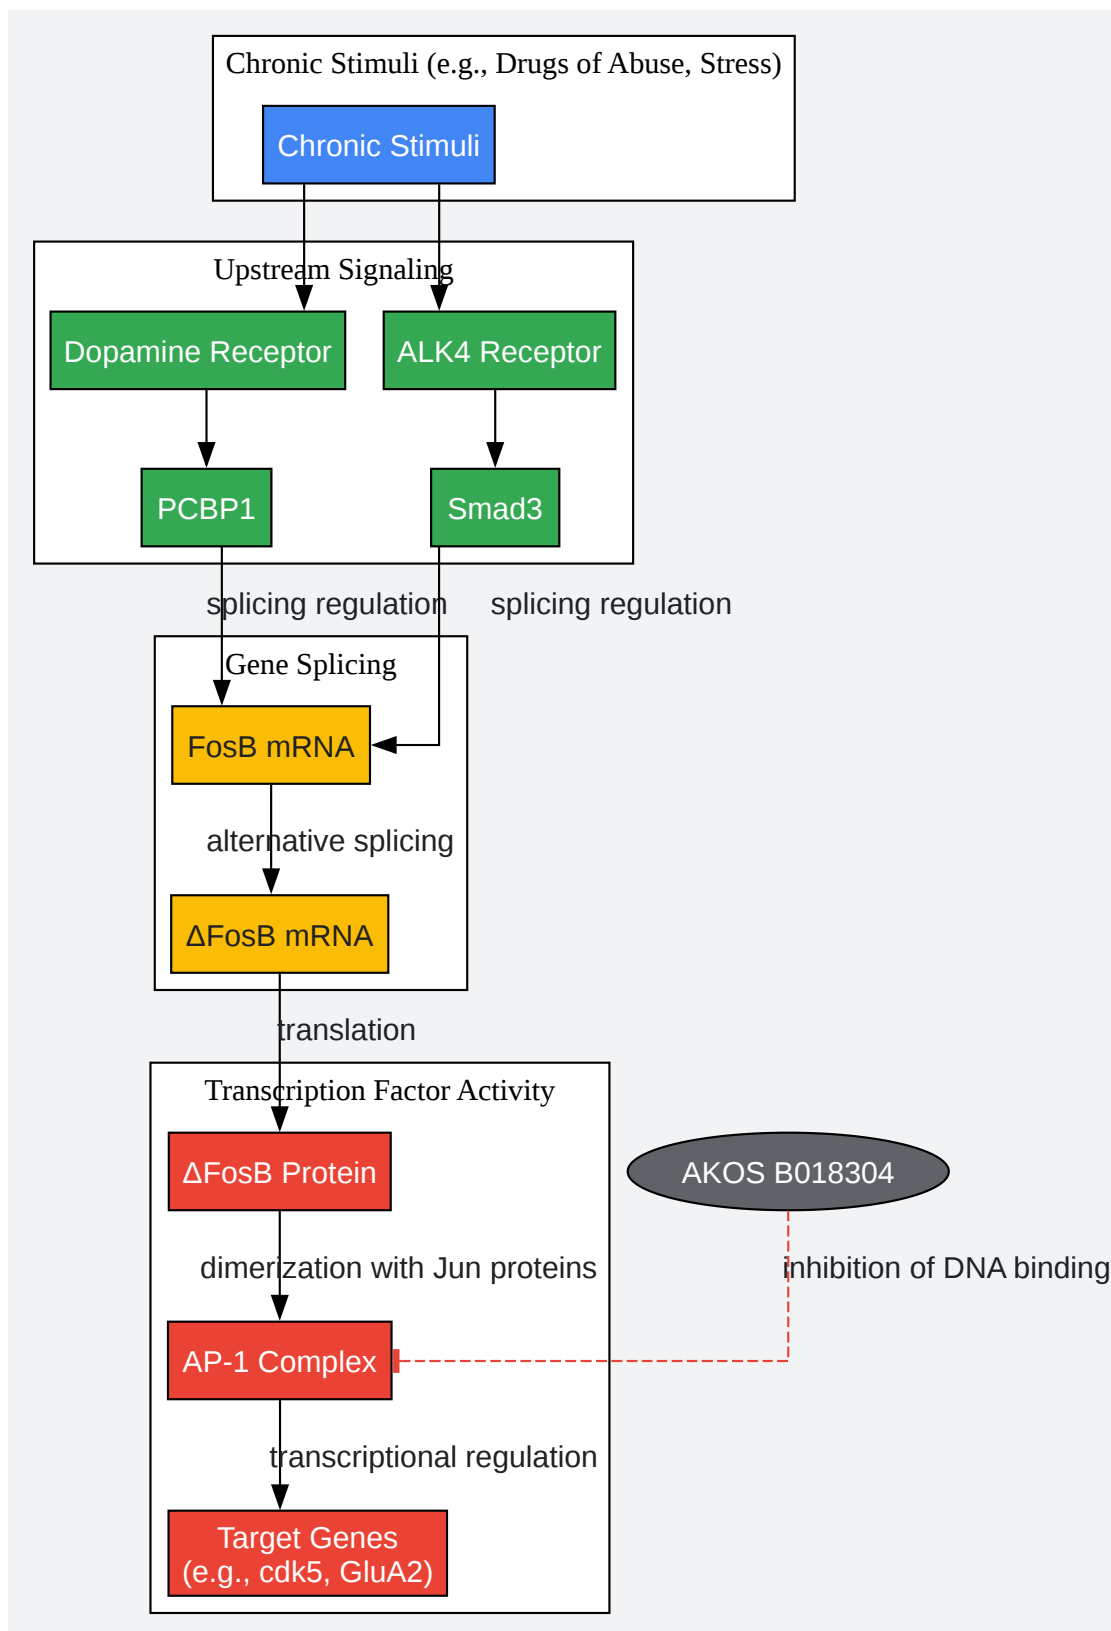 Chronic Stimuli (e.g., Drugs of Abuse, Stress)
Chronic Stimuli
Upstream Signaling
Dopamine Receptor
ALK4 Receptor
PCBP1
Smad3
splicing regulation
splicing regulation
Gene Splicing
FosB mRNA
alternative splicing
ΔFosB mRNA
translation
Transcription Factor Activity
ΔFosB Protein
AKOS B018304
dimerization with Jun proteins
inhibition of DNA binding
AP-1 Complex
transcriptional regulation
Target Genes
(e.g., cdk5, GluA2)